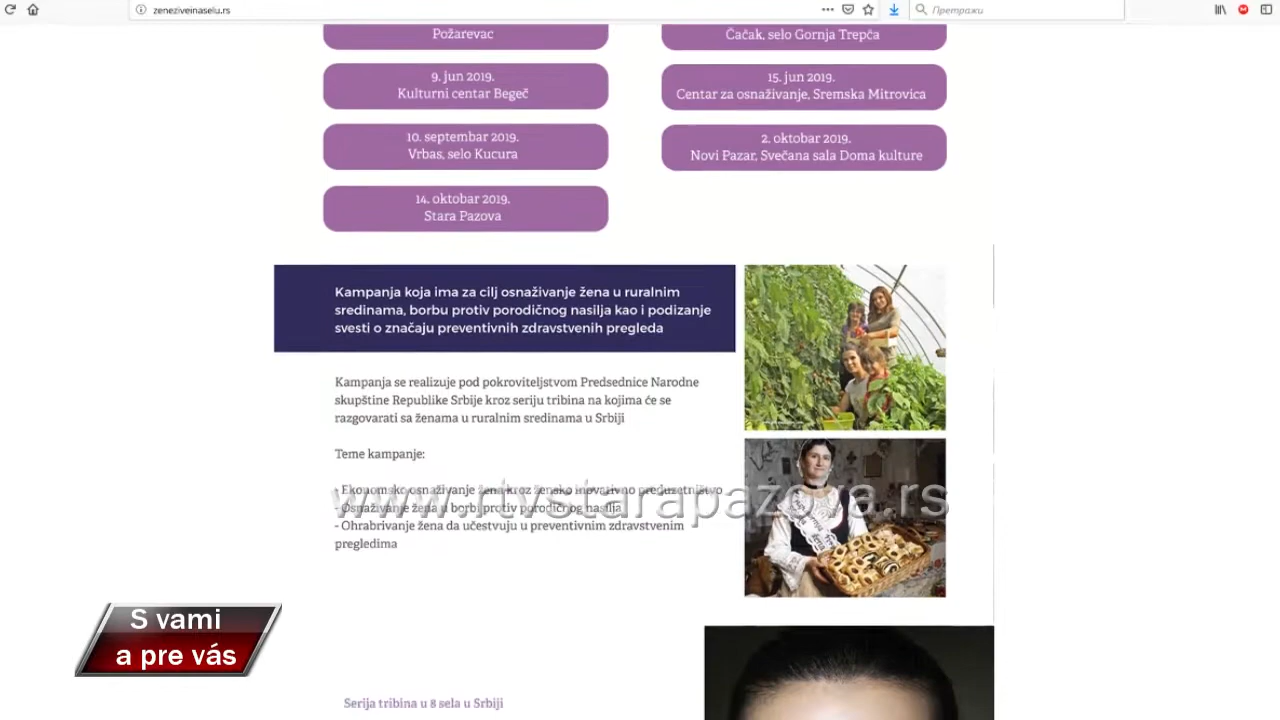 zeneziveinaselu.rs
Претражи
Požarevac
Čačak, selo Gornja Trepča
9. jun 2019.
Kulturni centar Begeč
15. jun 2019.
Centar za osnaživanje, Sremska Mitrovica
10. septembar 2019.
Vrbas, selo Kucura
2. oktobar 2019.
Novi Pazar, Svečana sala Doma kulture
14. oktobar 2019.
Stara Pazova
Kampanja koja ima za cilj osnaživanje žena u ruralnim
sredinama, borbu protiv porodičnog nasilja kao i podizanje
svesti o značaju preventivnih zdravstvenih pregleda
Kampanja se realizuje pod pokroviteljstvom Predsednice Narodne
skupštine Republike Srbije kroz seriju tribina na kojima će se
razgovarati sa ženama u ruralnim sredinama u Srbiji
Teme kampanje:
- Ekonomsko osnaživanje žena kroz žensko inovativno preduzetništvo
- Osnaživanje žena u borbi protiv porodičnog nasilja
- Ohrabrivanje žena da učestvuju u preventivnim zdravstvenim
pregledima
www.rtvstarapazova.rs
S vami
a pre vás
Serija tribina u 8 sela u Srbiji